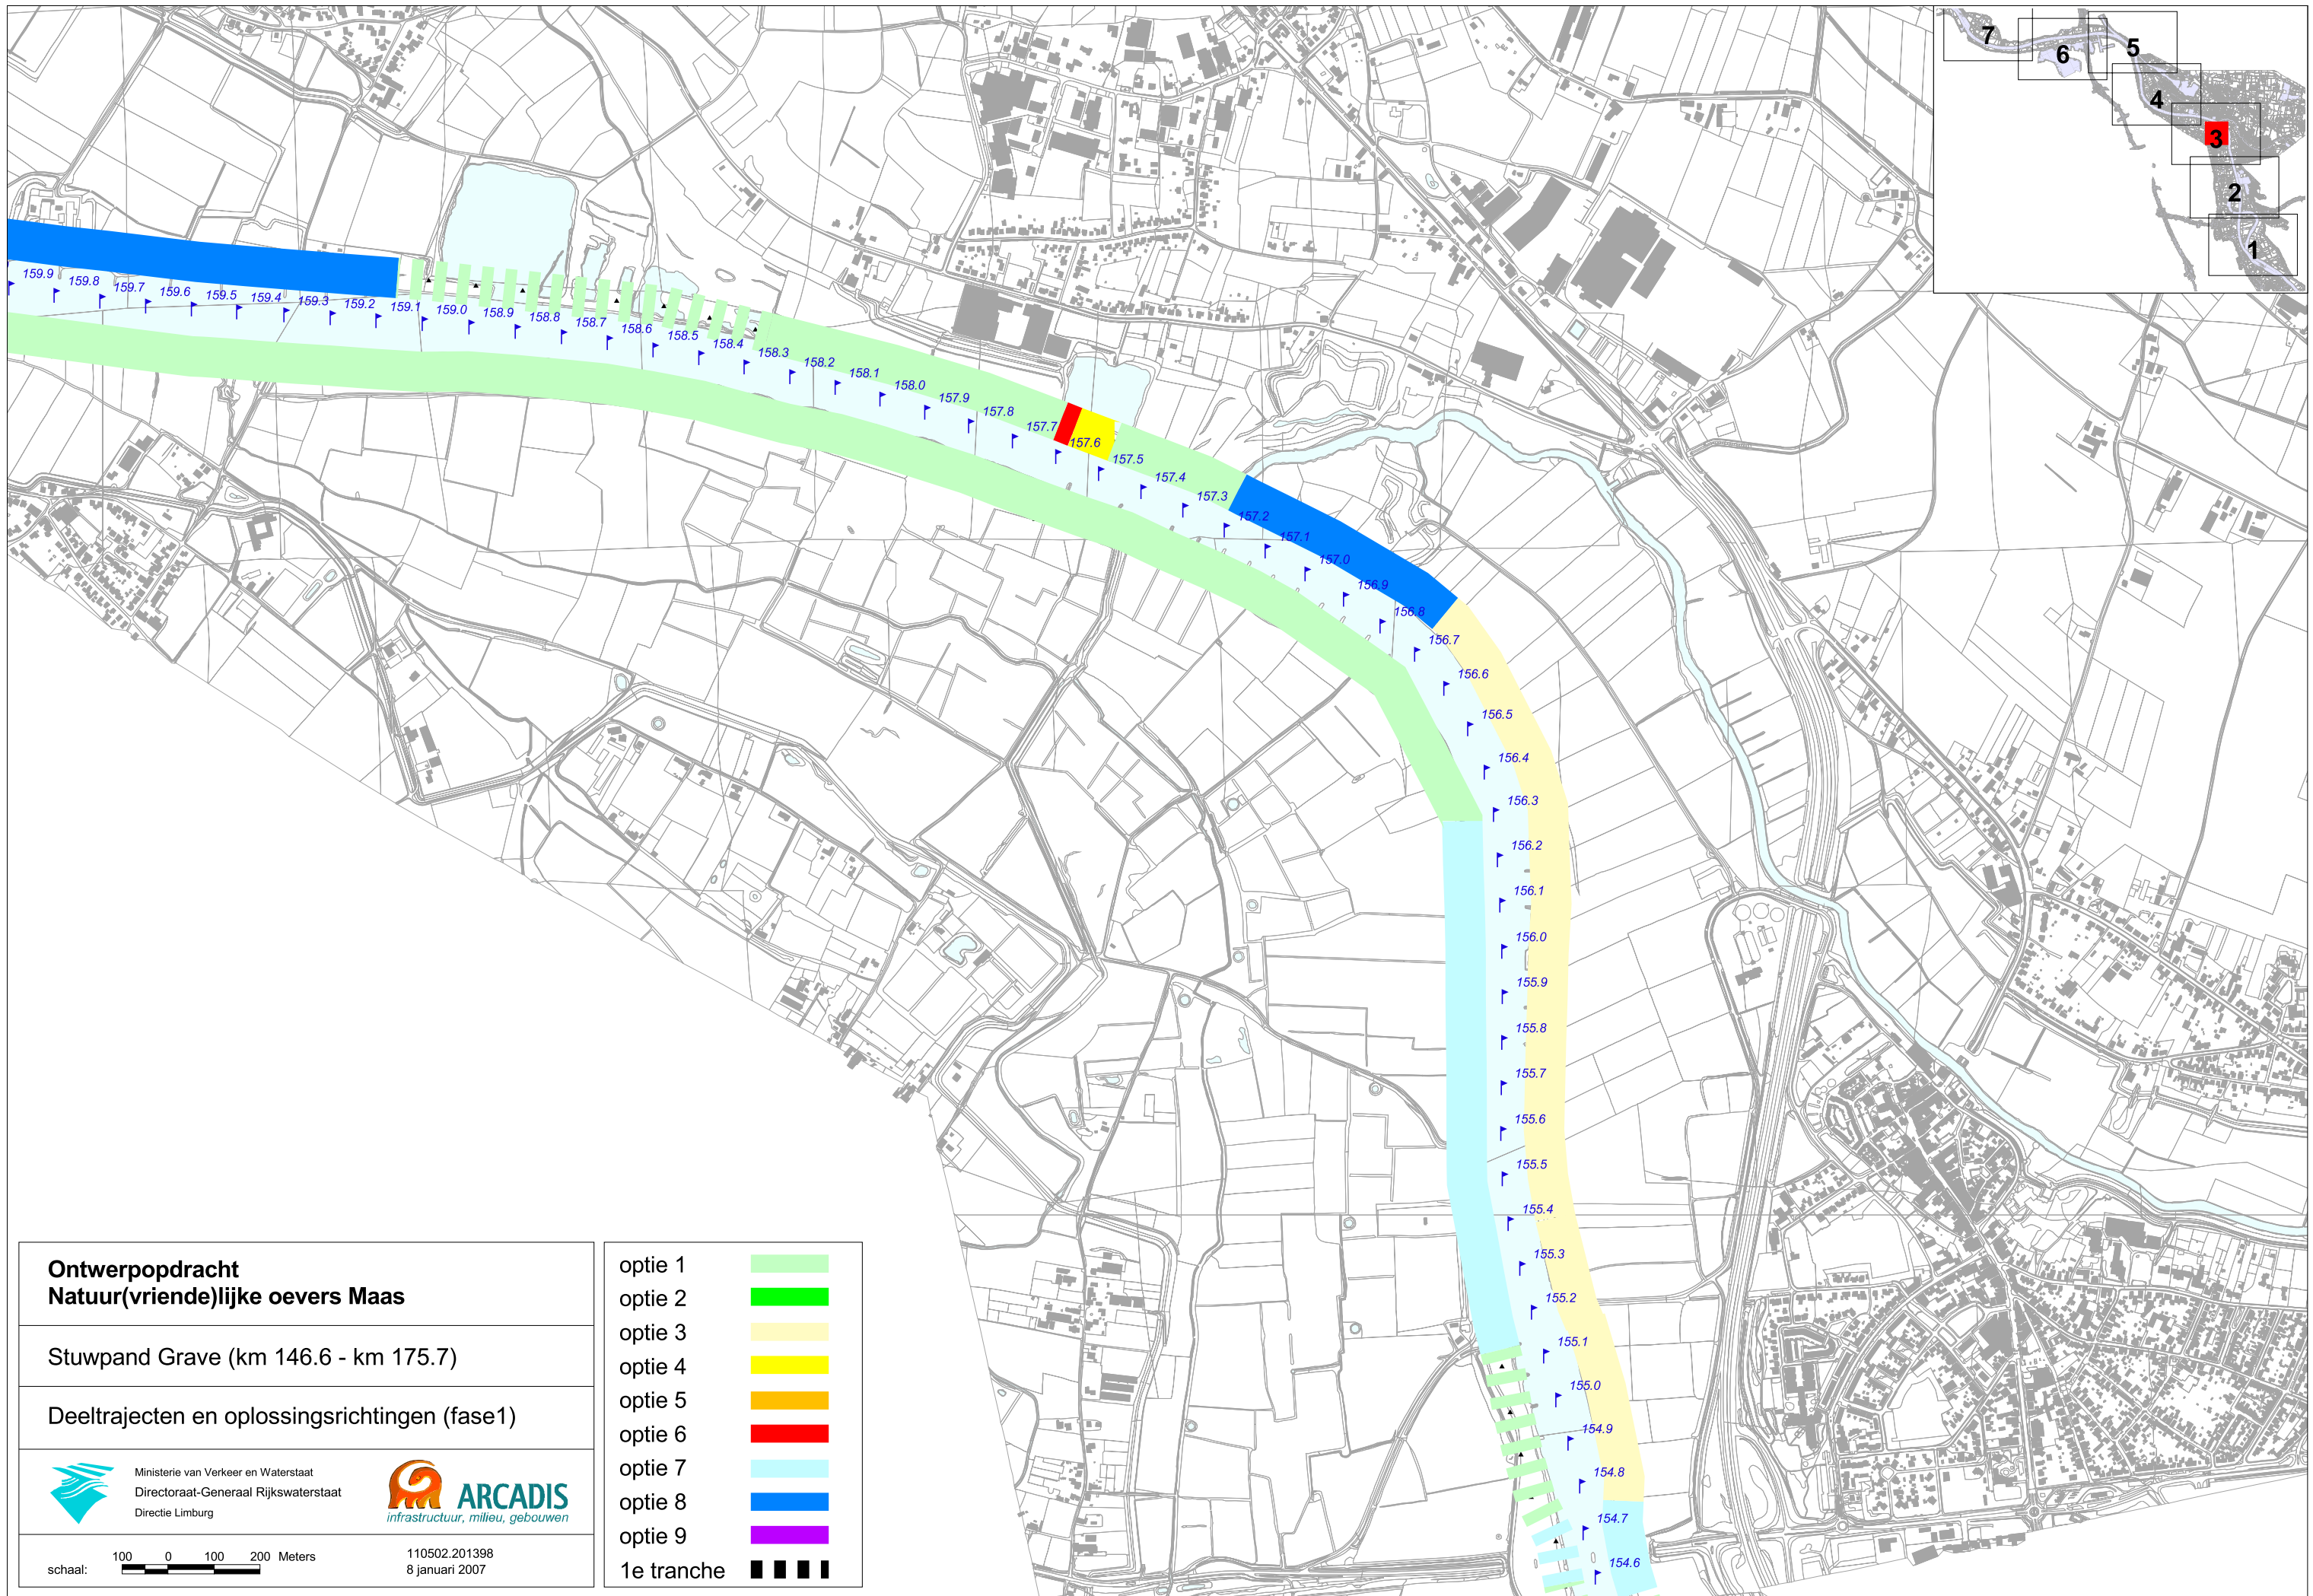 7
6
5
4
3
2
1
159.9
159.8
159.7
159.6
159.5
159.4
159.3
159.2
159.1
159.0
158.9
158.8
158.7
158.6
158.5
158.4
158.3
158.2
158.1
158.0
157.9
157.8
157.7
157.6
157.5
157.4
157.3
157.2
157.1
157.0
156.9
156.8
156.7
156.6
156.5
156.4
156.3
156.2
156.1
156.0
155.9
155.8
155.7
155.6
155.5
155.4
155.3
155.2
155.1
155.0
154.9
154.8
154.7
154.6
Ontwerpopdracht
Natuur(vriende)lijke oevers Maas
Stuwpand Grave (km 146.6 - km 175.7)
Deeltrajecten en oplossingsrichtingen (fase1)
Ministerie van Verkeer en Waterstaat
Directoraat-Generaal Rijkswaterstaat
Directie Limburg
ARCADIS
infrastructuur, milieu, gebouwen
schaal:
100 0 100 200 Meters
110502.201398
8 januari 2007
optie 1
optie 2
optie 3
optie 4
optie 5
optie 6
optie 7
optie 8
optie 9
1e tranche